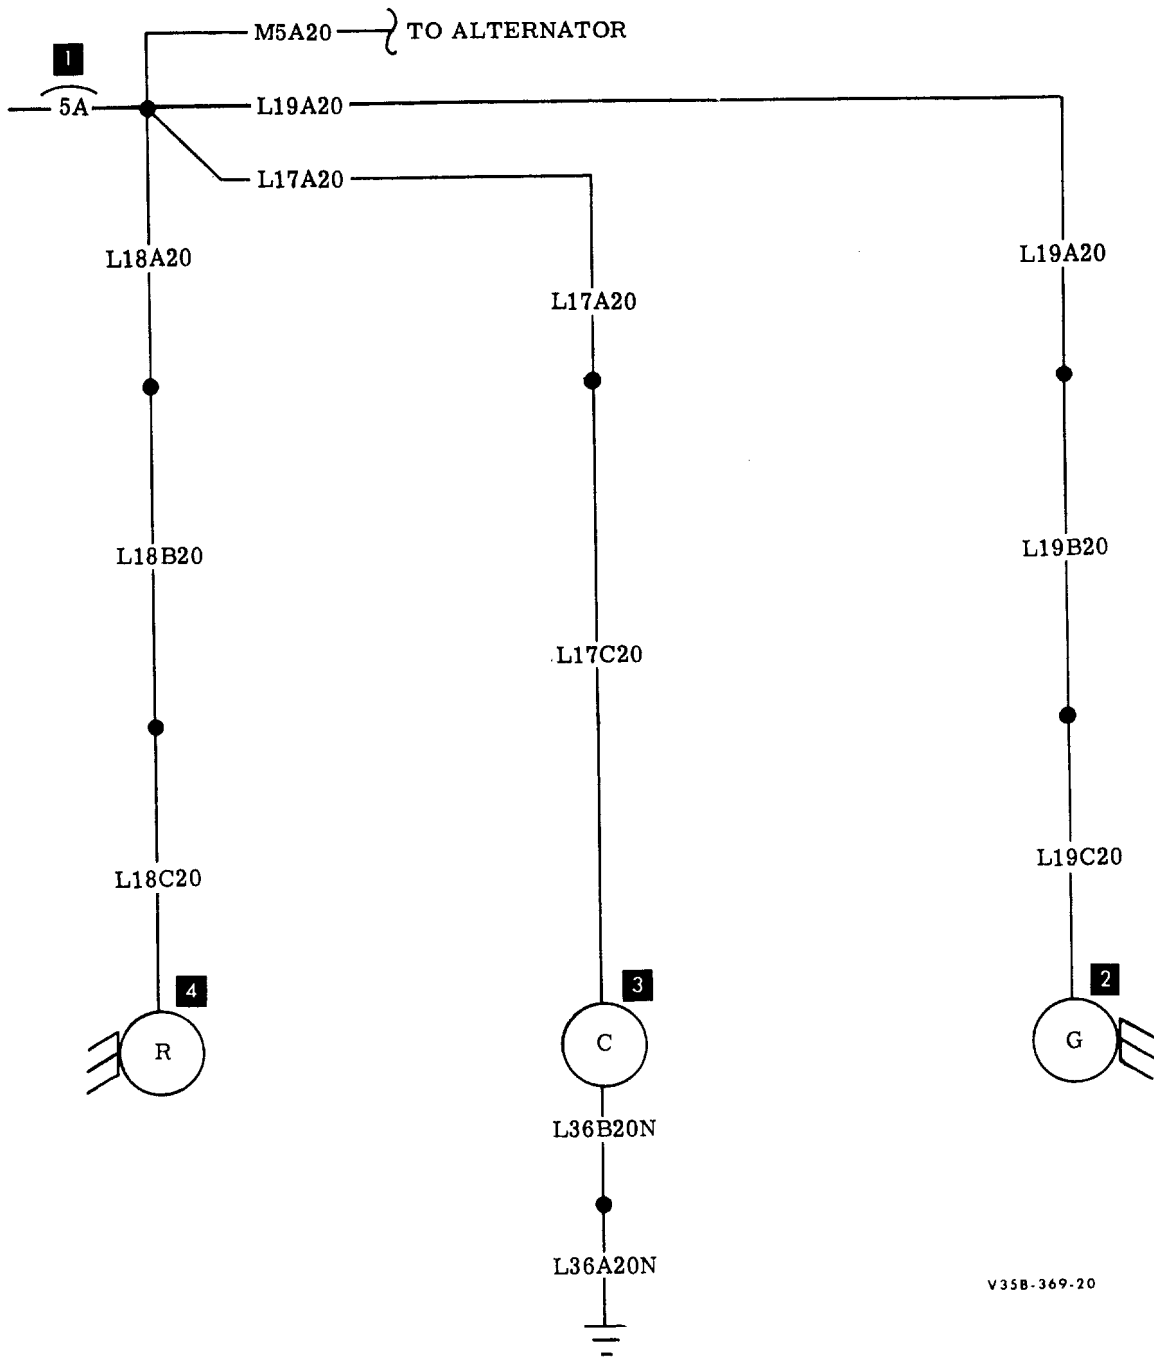 M5A20
TO ALTERNATOR
1
5A
L19A20
L17A20
L18A20
L19A20
L17A20
L18B20
L19B20
L17C20
L18C20
L19C20
4
3
2
R
C
G
L36B20N
L36A20N
V35B-369-20